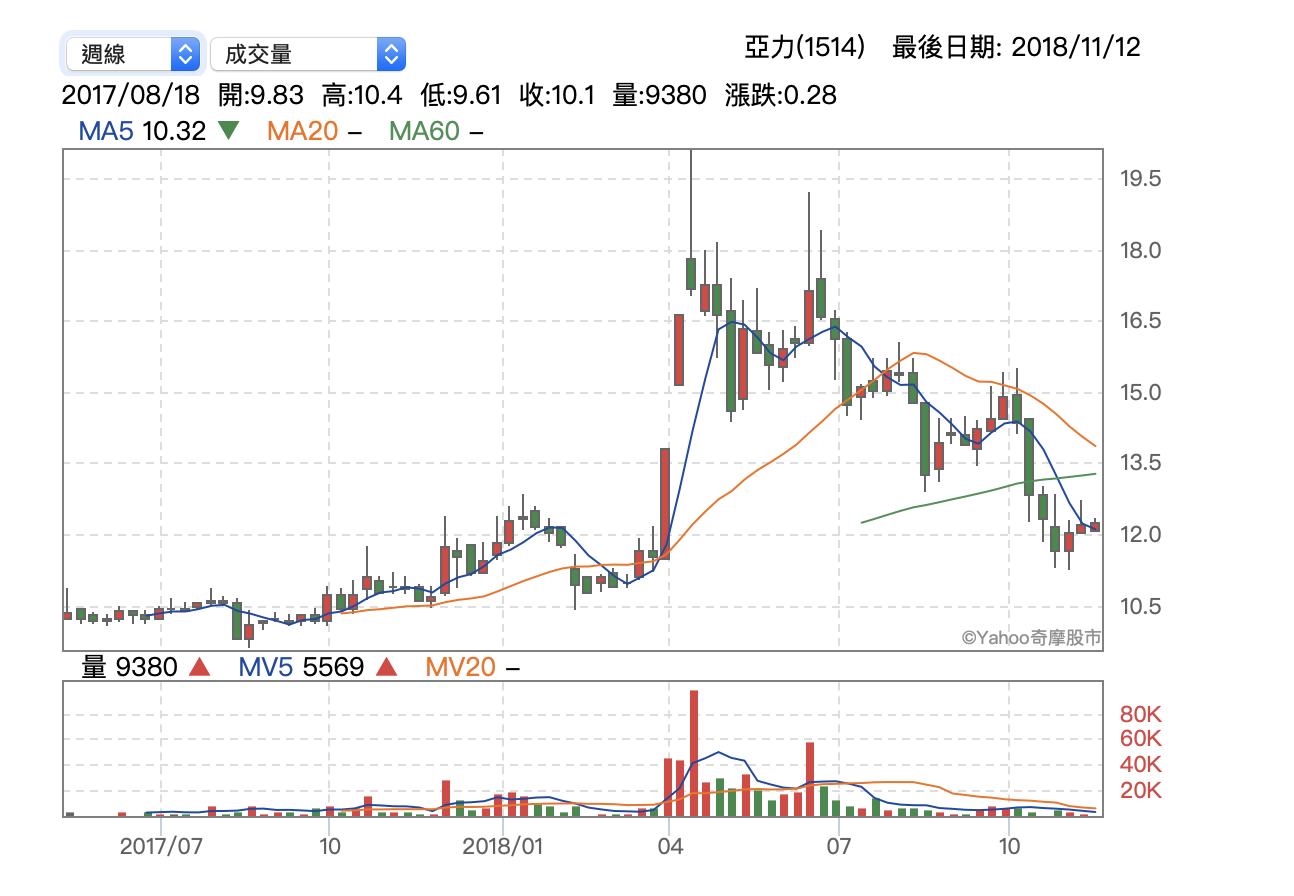 週線 成交量 亞力(1514) 最後日期: 2018/11/12
2017/08/18 開:9.83 高:10.4 低:9.61 收:10.1 量:9380 漲跌:0.28
MA5 10.32 ▼ MA20 – MA60 –
19.5
18.0
16.5
15.0
13.5
12.0
10.5
©Yahoo奇摩股市
量 9380 ▲ MV5 5569 ▲ MV20 –
80K
60K
40K
20K
2017/07 10 2018/01 04 07 10